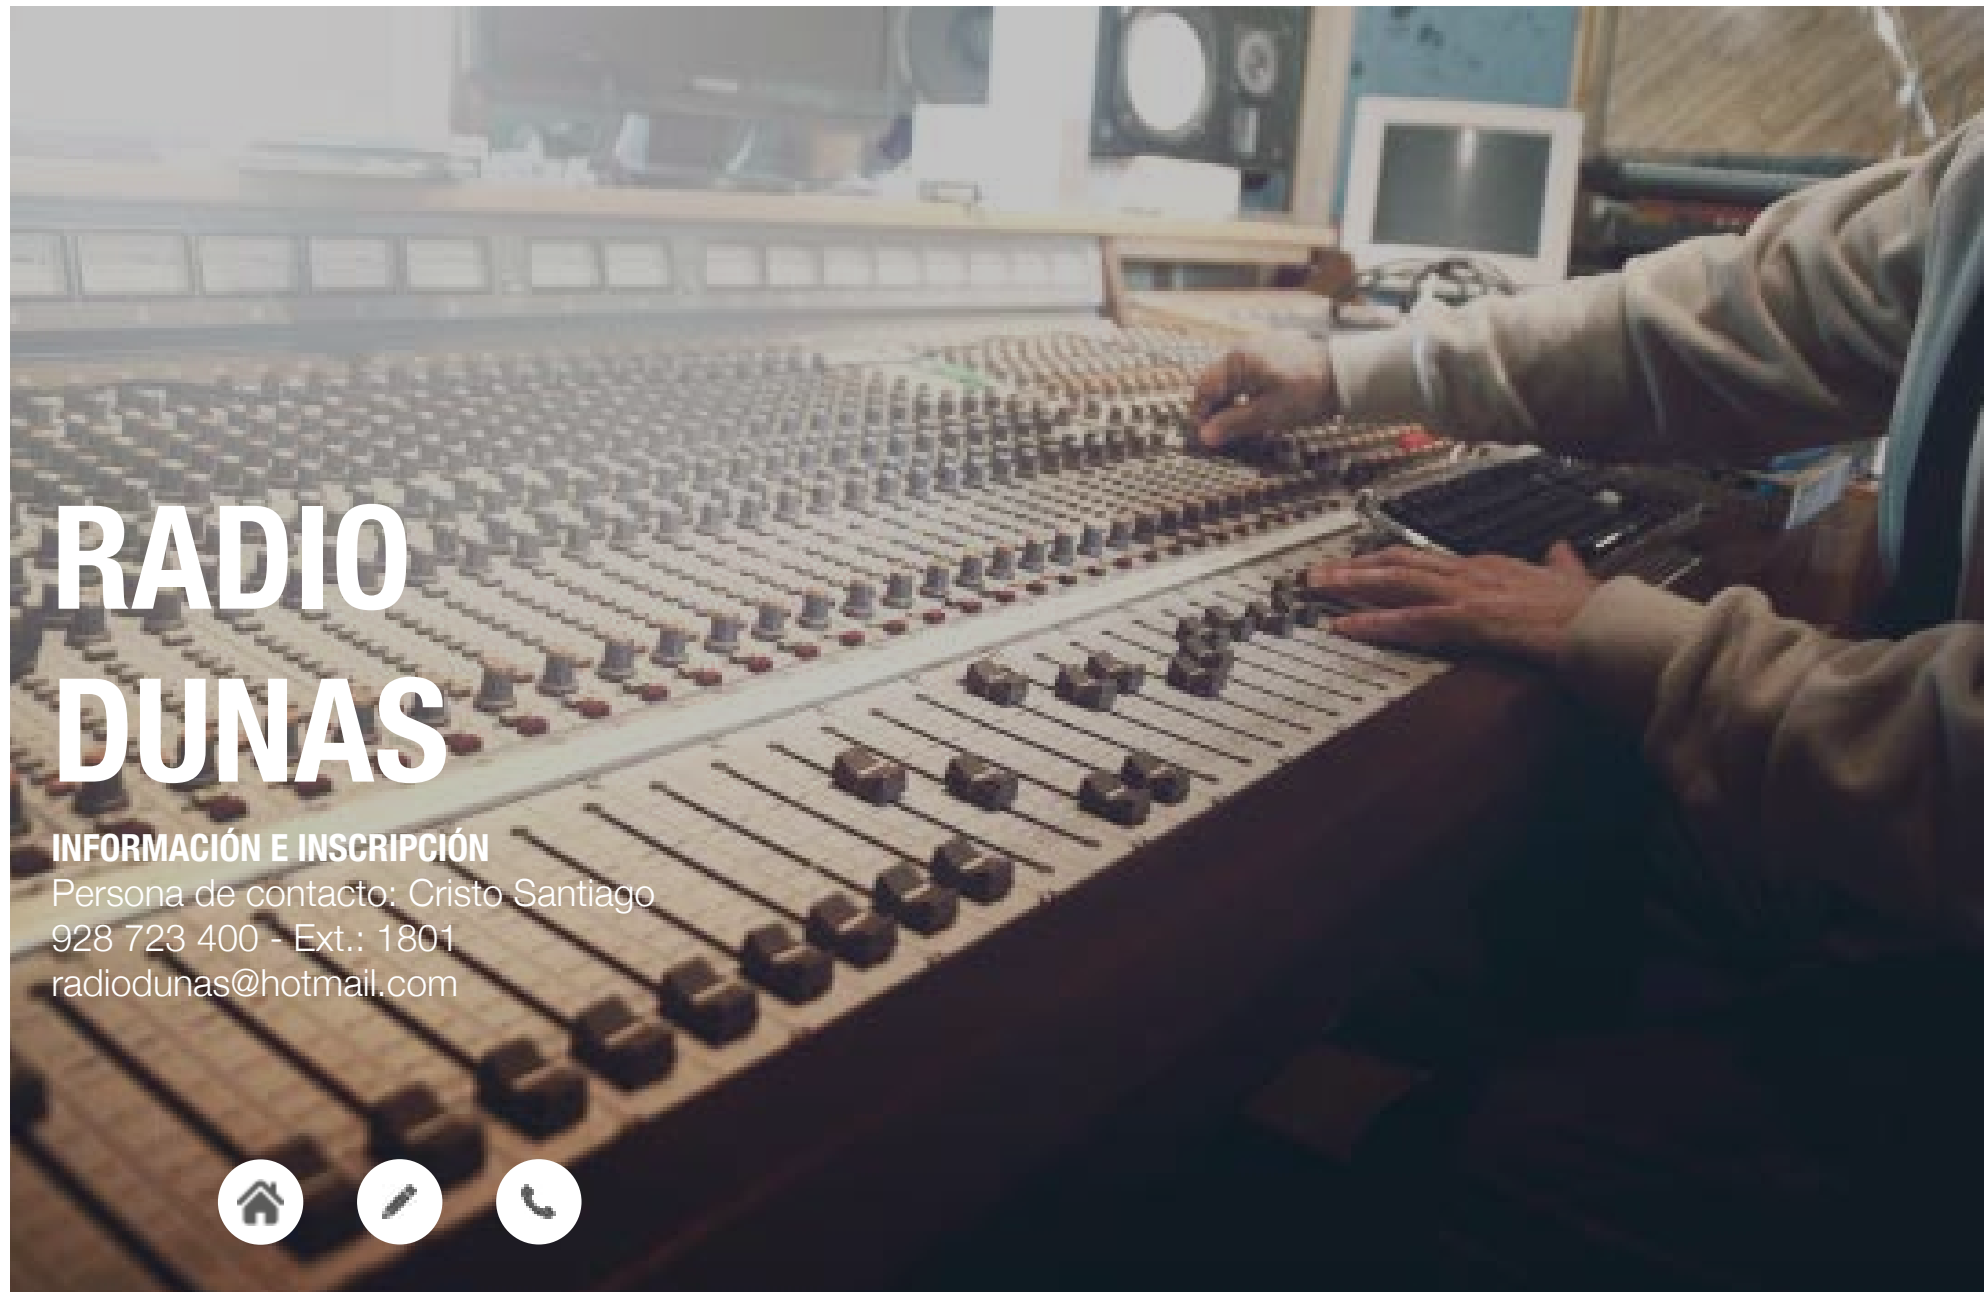 RADIO
DUNAS
INFORMACIÓN E INSCRIPCIÓN
Persona de contacto: Cristo Santiago
928 723 400 - Ext.: 1801
radiodunas@hotmail.com